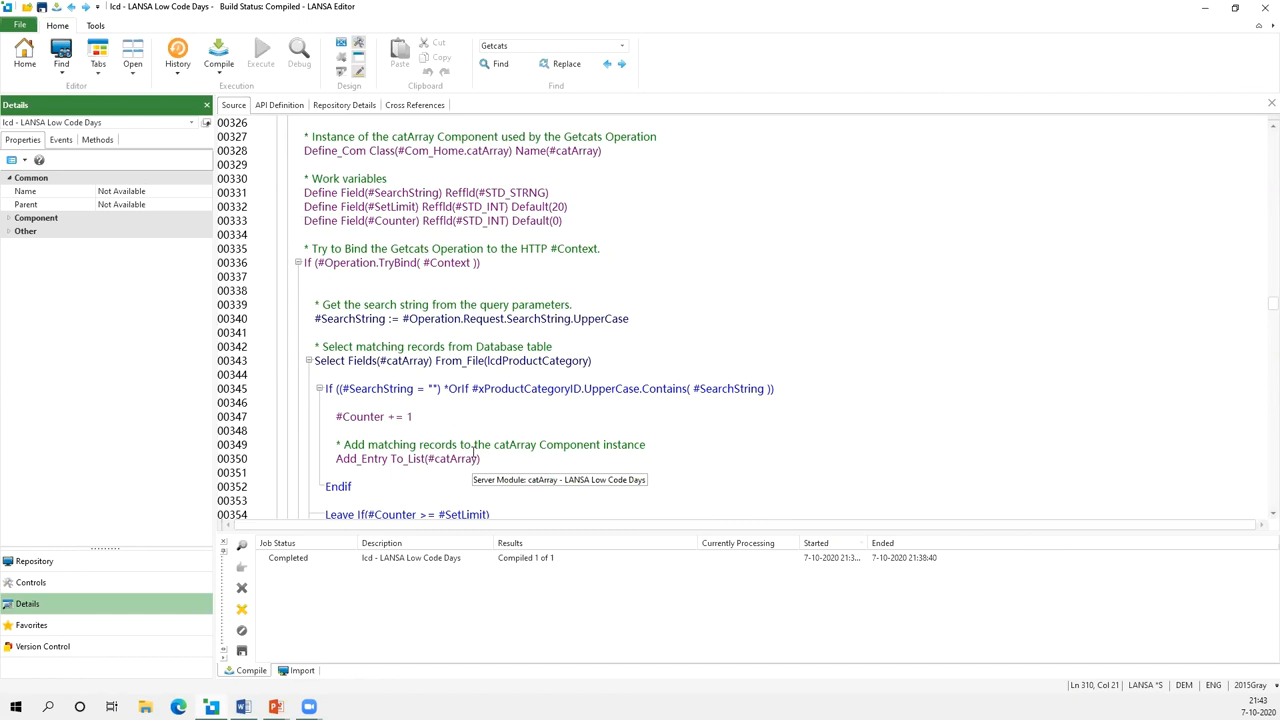 lcd - LANSA Low Code Days - Build Status: Compiled - LANSA Editor
File Home Tools
Home Find Tabs Open History Compile Execute Debug Paste Cut Getcats
Copy Find Replace
Editor Execution Design Clipboard Find
Details Source API Definition Repository Details Cross References
lcd - LANSA Low Code Days
Properties Events Methods
Common
Name Not Available
Parent Not Available
Component
Other
00326
00327 * Instance of the catArray Component used by the Getcats Operation
00328 Define_Com Class(#Com_Home.catArray) Name(#catArray)
00329
00330 * Work variables
00331 Define Field(#SearchString) Reffld(#STD_STRNG)
00332 Define Field(#SetLimit) Reffld(#STD_INT) Default(20)
00333 Define Field(#Counter) Reffld(#STD_INT) Default(0)
00334
00335 * Try to Bind the Getcats Operation to the HTTP #Context.
00336 If (#Operation.TryBind( #Context ))
00337
00338
00339 * Get the search string from the query parameters.
00340 #SearchString := #Operation.Request.SearchString.UpperCase
00341
00342 * Select matching records from Database table
00343 Select Fields(#catArray) From_File(lcdProductCategory)
00344
00345 If ((#SearchString = "") *OrIf #xProductCategoryID.UpperCase.Contains( #SearchString ))
00346
00347 #Counter += 1
00348
00349 * Add matching records to the catArray Component instance
00350 Add_Entry To_List(#catArray)
00351
Server Module: catArray - LANSA Low Code Days
00352 Endif
00353
00354 Leave If(#Counter >= #SetLimit)
Repository
Controls
Details
Favorites
Version Control
Job Status Description Results Currently Processing Started Ended
Completed lcd - LANSA Low Code Days Compiled 1 of 1 7-10-2020 21:3... 7-10-2020 21:38:40
Compile Import
Ln 310, Col 21 LANSA *S DEM ENG 2015Gray
21:43
7-10-2020